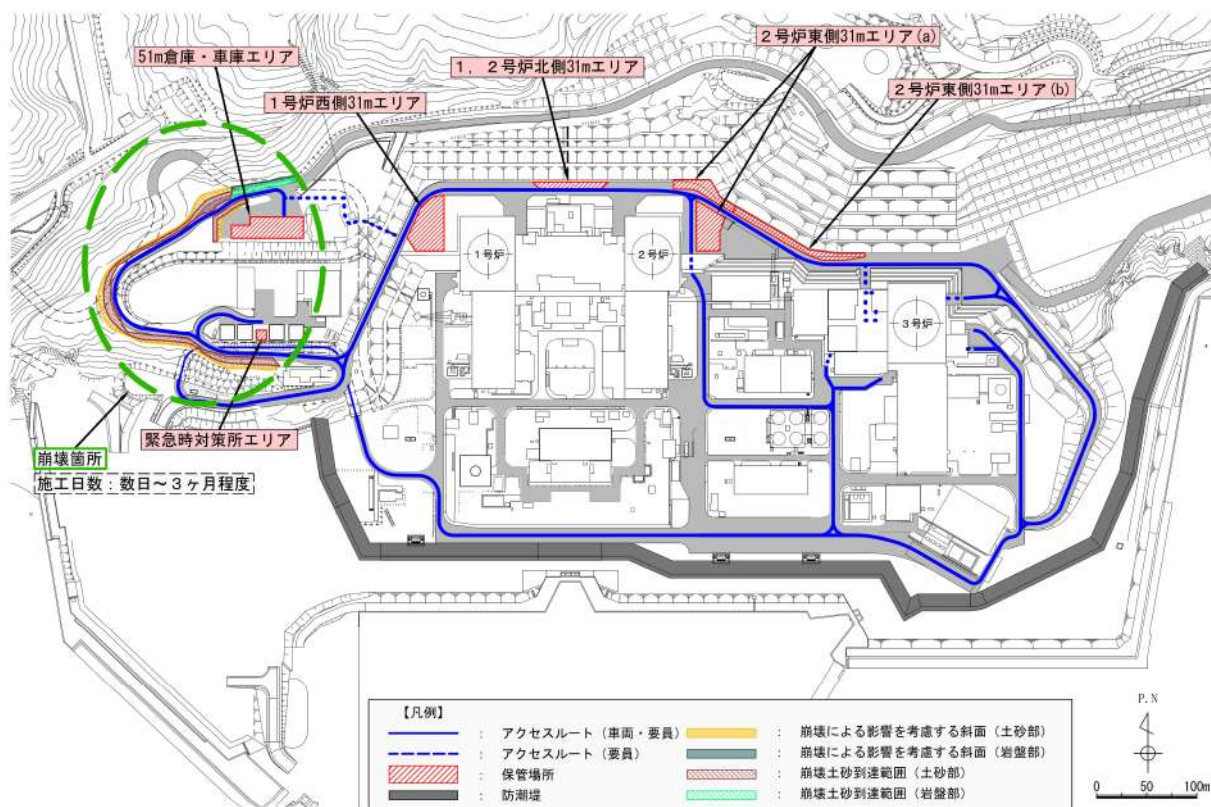 51m倉庫・車庫エリア
1号炉西側31mエリア
1，2号炉北側31mエリア
2号炉東側31mエリア(a)
2号炉東側31mエリア(b)
1号炉
2号炉
3号炉
緊急時対策所エリア
崩壊箇所
施工日数：数日～3ヶ月程度
【凡例】
： アクセスルート（車両・要員）
： アクセスルート（要員）
： 保管場所
： 防潮堤
： 崩壊による影響を考慮する斜面（土砂部）
： 崩壊による影響を考慮する斜面（岩盤部）
： 崩壊土砂到達範囲（土砂部）
： 崩壊土砂到達範囲（岩盤部）
P.N
0 50 100m